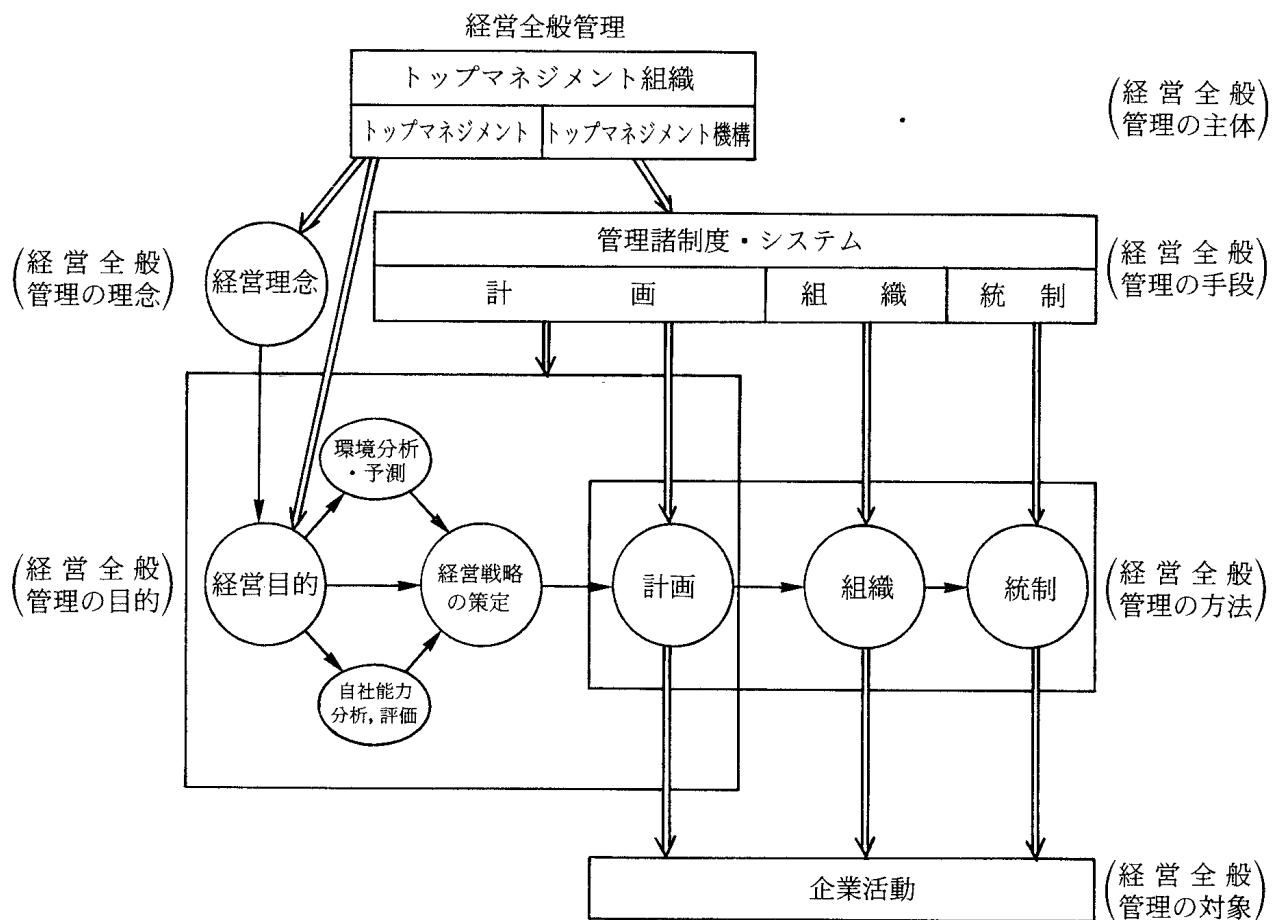 経営全般管理
トップマネジメント組織
トップマネジメント
トップマネジメント機構
(経営全般
管理の主体)
管理諸制度・システム
計画
組織
統制
(経営全般
管理の手段)
(経営全般
管理の理念)
経営理念
環境分析
・予測
(経営全般
管理の目的)
経営目的
経営戦略
の策定
計画
組織
統制
(経営全般
管理の方法)
自社能力
分析,評価
企業活動
(経営全般
管理の対象)